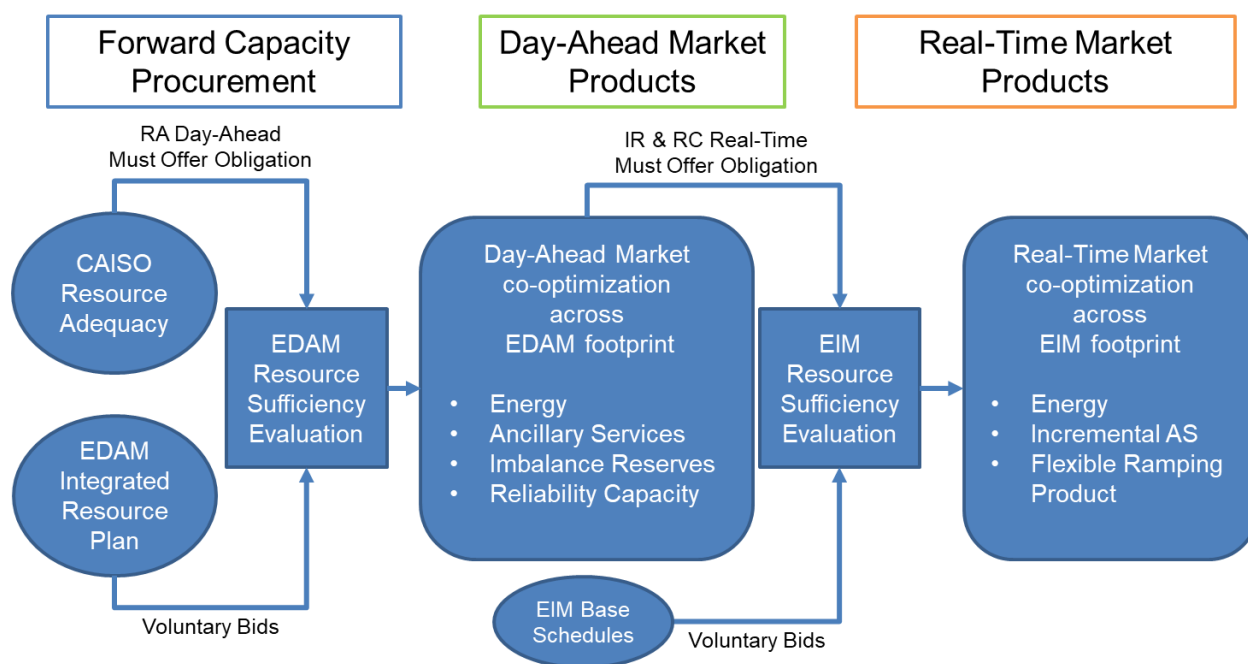 Forward Capacity
Procurement
Day-Ahead Market
Products
Real-Time Market
Products
RA Day-Ahead
Must Offer Obligation
IR & RC Real-Time
Must Offer Obligation
CAISO
Resource
Adequacy
EDAM
Integrated
Resource
Plan
Voluntary Bids
EDAM
Resource
Sufficiency
Evaluation
Day-Ahead Market
co-optimization
across
EDAM footprint
• Energy
• Ancillary Services
• Imbalance Reserves
• Reliability Capacity
EIM Base
Schedules
Voluntary Bids
EIM
Resource
Sufficiency
Evaluation
Real-Time Market
co-optimization
across
EIM footprint
• Energy
• Incremental AS
• Flexible Ramping
Product